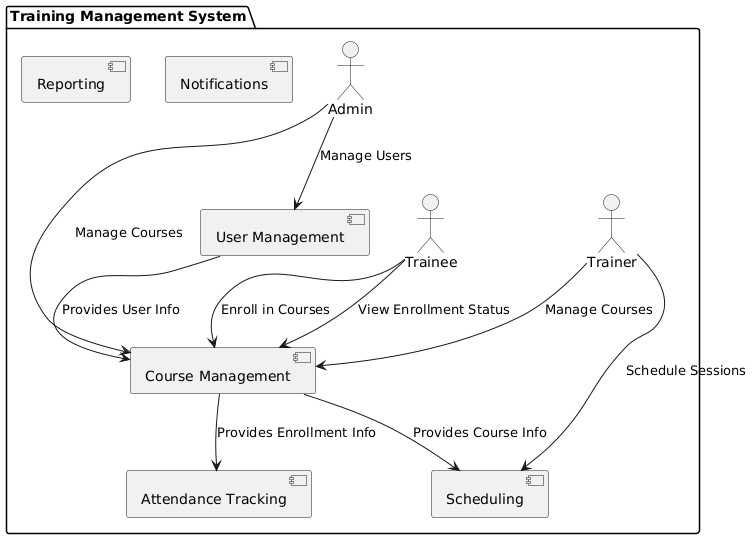 Training Management System
Reporting
Notifications
Admin
Manage Users
Manage Courses
User Management
Trainee
Trainer
Provides User Info
Enroll in Courses
View Enrollment Status
Manage Courses
Schedule Sessions
Course Management
Provides Enrollment Info
Provides Course Info
Attendance Tracking
Scheduling